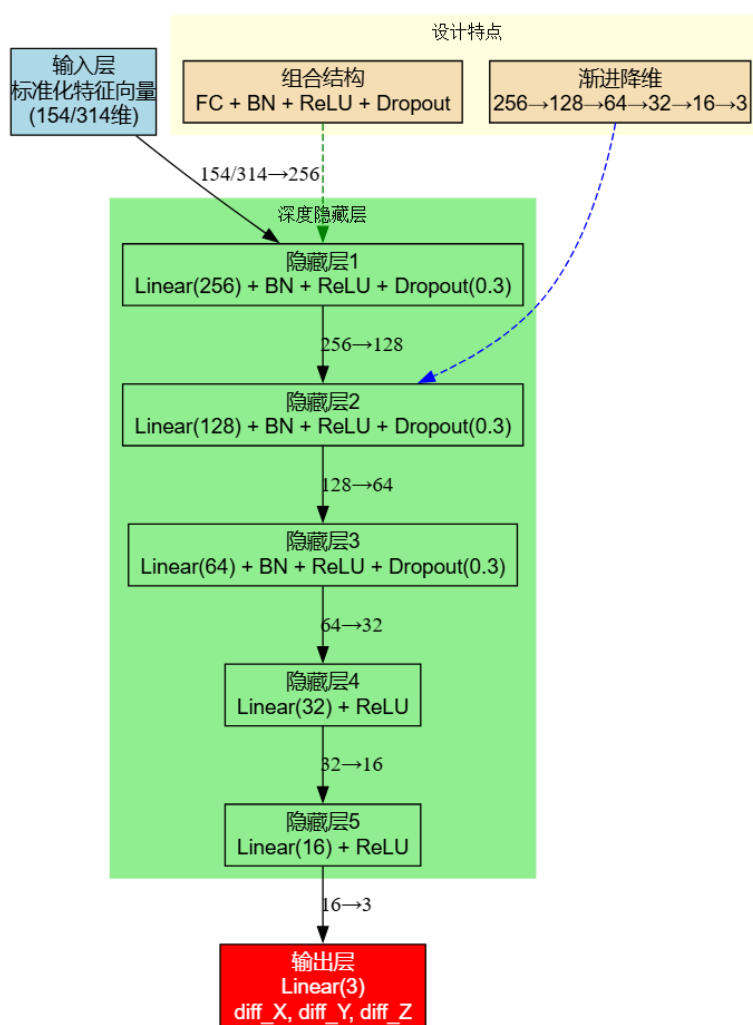 设计特点
输入层
标准化特征向量
(154/314维)
组合结构
FC + BN + ReLU + Dropout
渐进降维
256→128→64→32→16→3
154/314→256
深度隐藏层
隐藏层1
Linear(256) + BN + ReLU + Dropout(0.3)
256→128
隐藏层2
Linear(128) + BN + ReLU + Dropout(0.3)
128→64
隐藏层3
Linear(64) + BN + ReLU + Dropout(0.3)
64→32
隐藏层4
Linear(32) + ReLU
32→16
隐藏层5
Linear(16) + ReLU
16→3
输出层
Linear(3)
diff_X, diff_Y, diff_Z